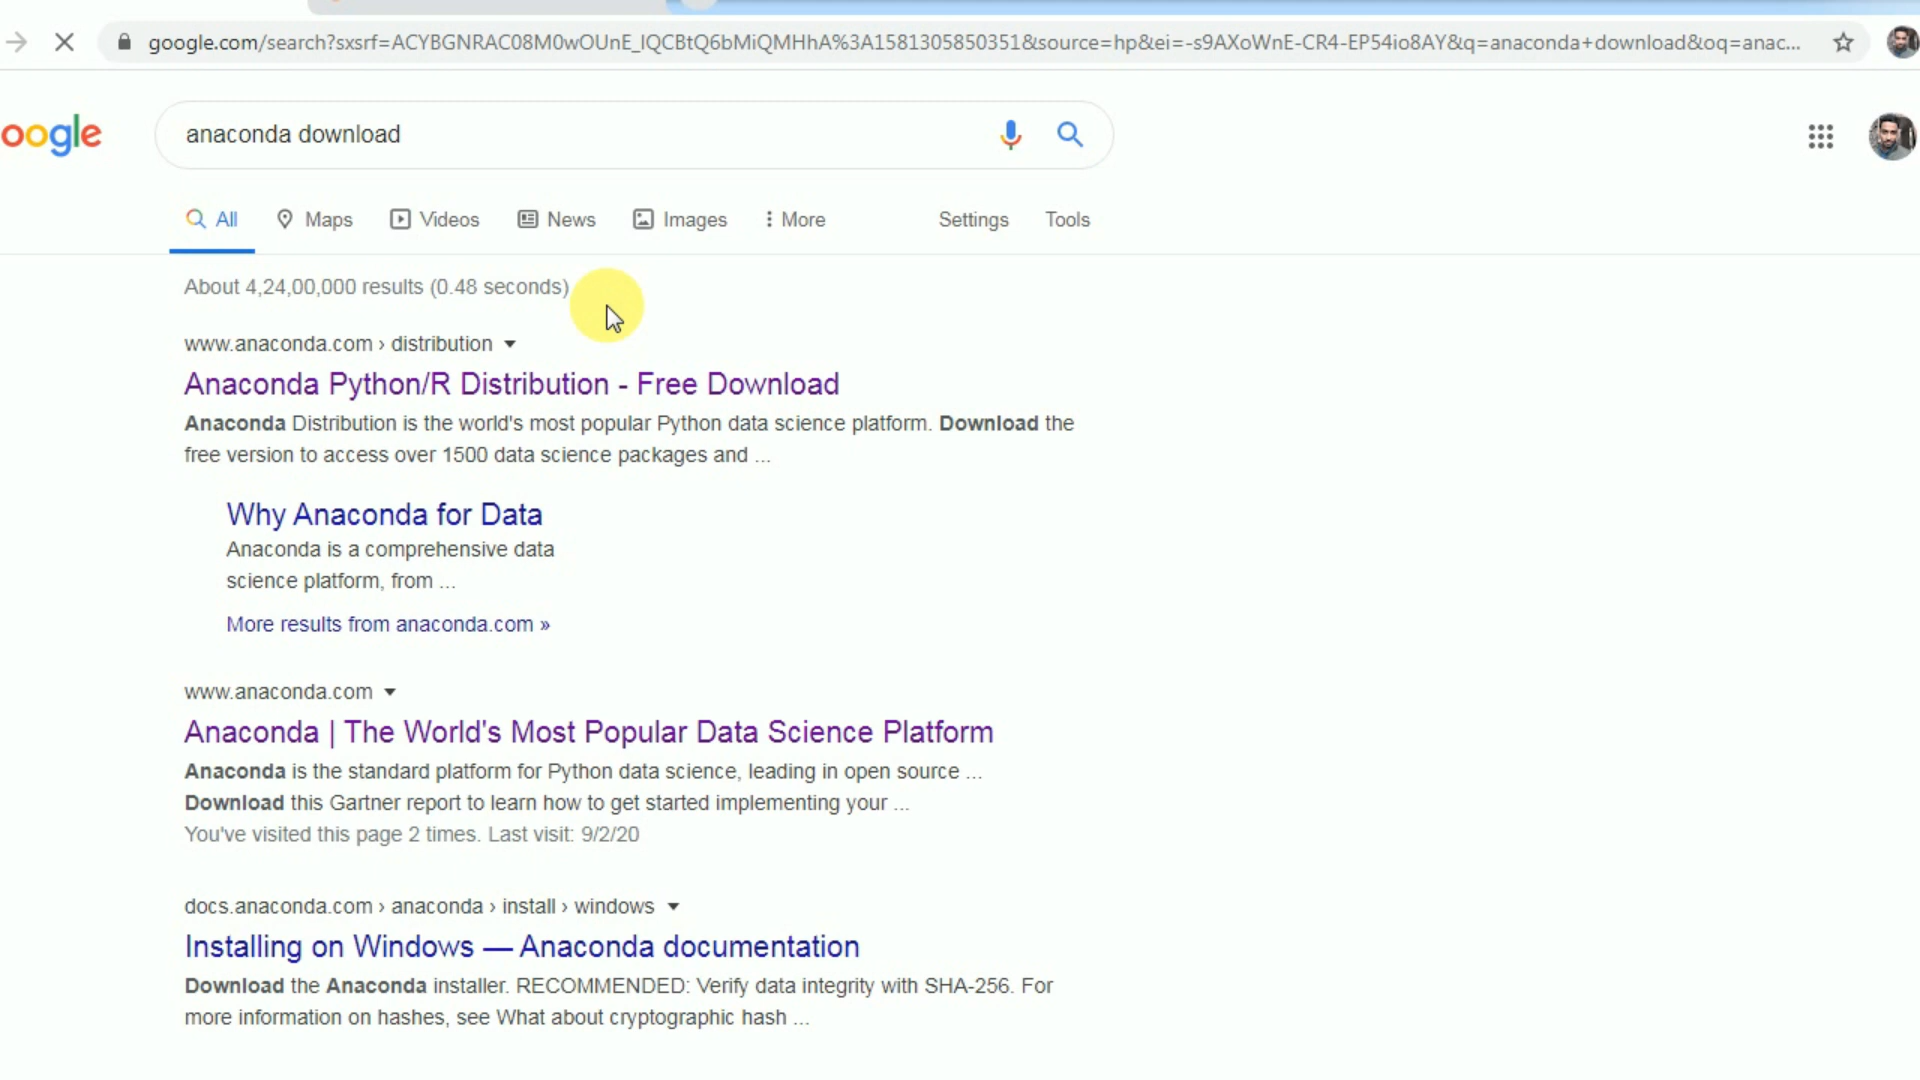 google.com/search?sxsrf=ACYBGNRAC08M0wOUnE_IQCBtQ6bMiQMHhA%3A1581305850351&source=hp&ei=-s9AXoWnE-CR4-EP54io8AY&q=anaconda+download&oq=anac...
oogle
anaconda download
All
Maps
Videos
News
Images
More
Settings
Tools
About 4,24,00,000 results (0.48 seconds)
www.anaconda.com › distribution
Anaconda Python/R Distribution - Free Download
Anaconda Distribution is the world's most popular Python data science platform. Download the
free version to access over 1500 data science packages and ...
Why Anaconda for Data
Anaconda is a comprehensive data
science platform, from ...
More results from anaconda.com »
www.anaconda.com
Anaconda | The World's Most Popular Data Science Platform
Anaconda is the standard platform for Python data science, leading in open source ...
Download this Gartner report to learn how to get started implementing your ...
You've visited this page 2 times. Last visit: 9/2/20
docs.anaconda.com › anaconda › install › windows
Installing on Windows — Anaconda documentation
Download the Anaconda installer. RECOMMENDED: Verify data integrity with SHA-256. For
more information on hashes, see What about cryptographic hash ...